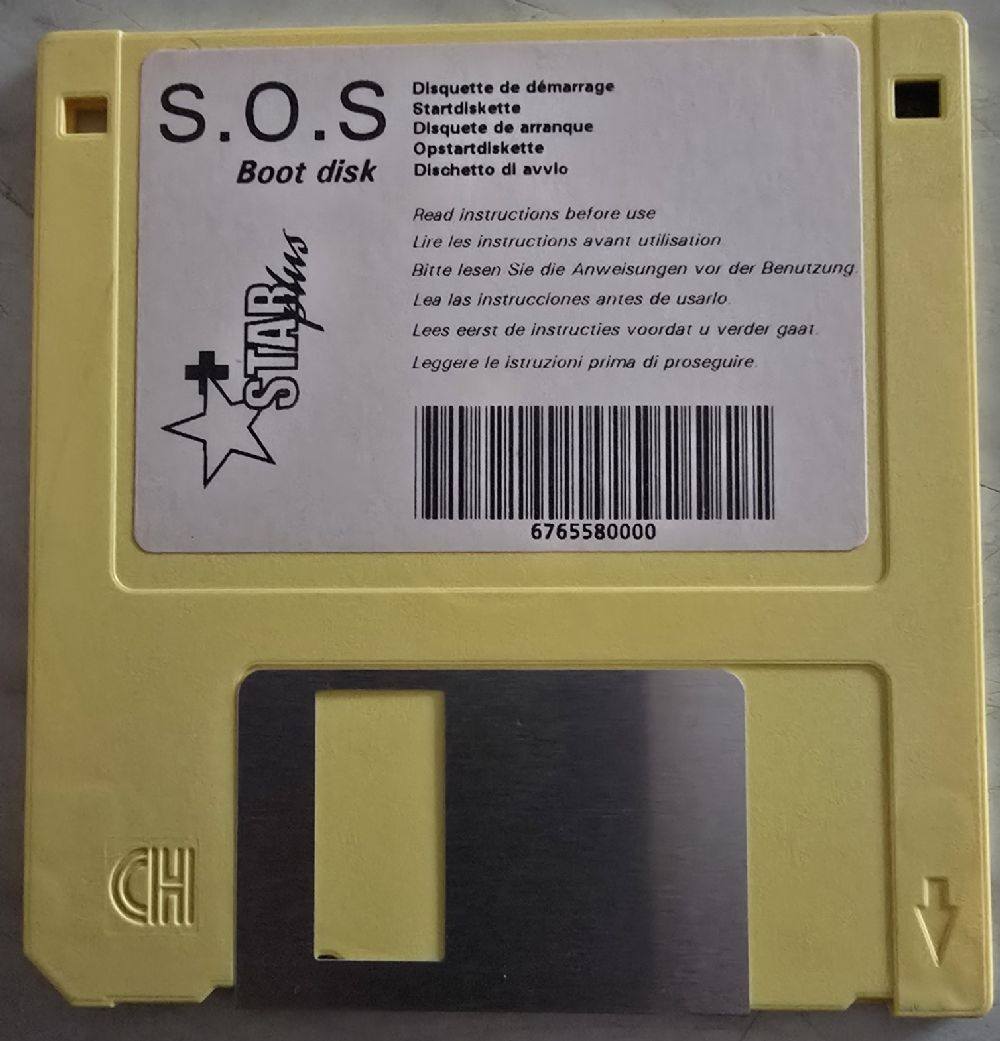 S.O.S
Boot disk
Disquette de démarrage
Startdiskette
Disquete de arranque
Opstartdiskette
Dischetto di avvio
Read instructions before use
Lire les instructions avant utilisation
Bitte lesen Sie die Anweisungen vor der Benutzung.
Lea las instrucciones antes de usarlo.
Lees eerst de instructies voordat u verder gaat.
Leggere le istruzioni prima di proseguire.
STAR plus
6765580000
CH